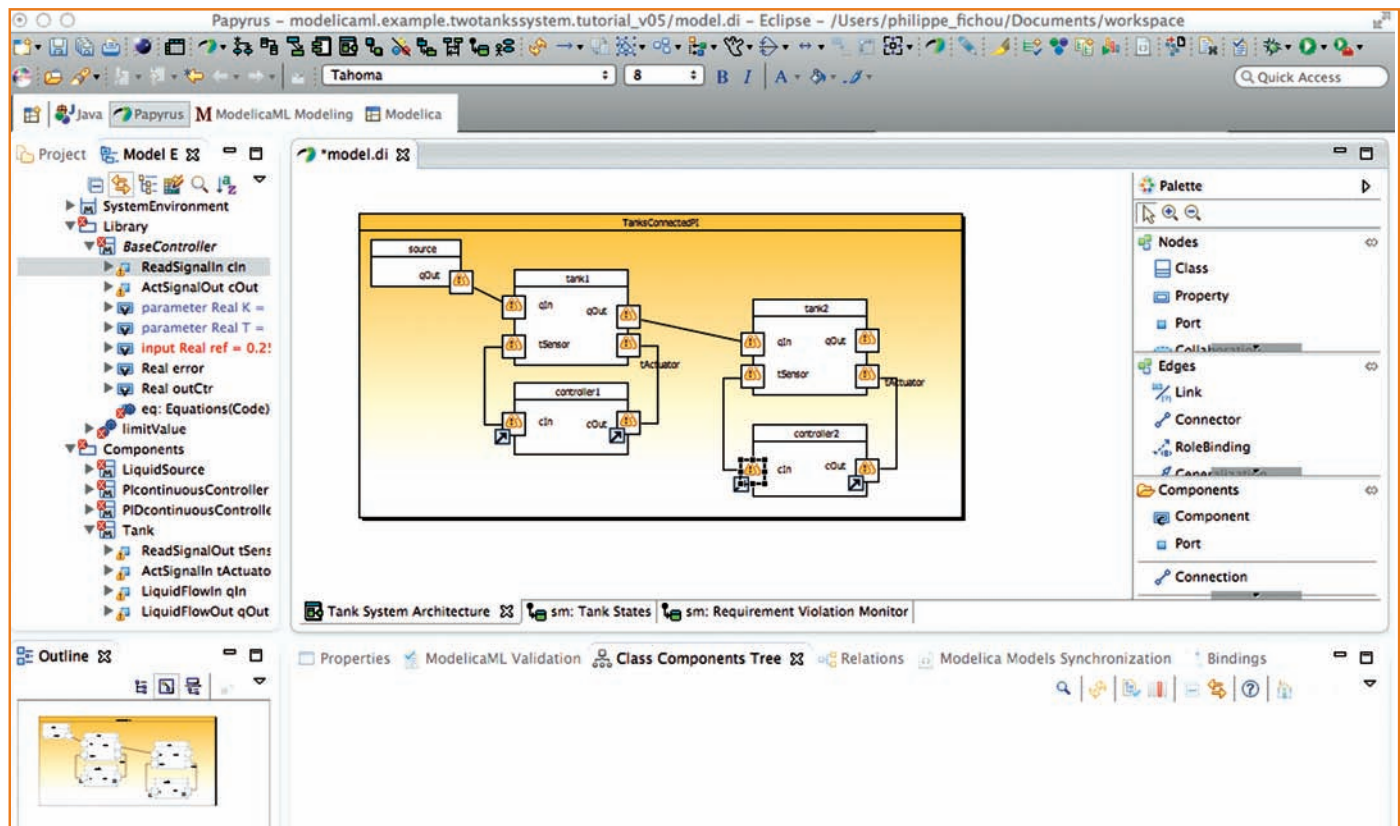 Papyrus – modelicaml.example.twotankssystem.tutorial_v05/model.di – Eclipse – /Users/philippe_fichou/Documents/workspace
Tahoma 8 B I A Quick Access
Java Papyrus M ModelicaML Modeling Modelica
Project Model E
*model.di
SystemEnvironment
Library
BaseController
ReadSignalIn cIn
ActSignalOut cOut
parameter Real K =
parameter Real T =
input Real ref = 0.2
Real error
Real outCtr
eq: Equations(Code)
limitValue
Components
LiquidSource
PIcontinuousController
PIDcontinuousControlle
Tank
ReadSignalOut tSens
ActSignalIn tActuato
LiquidFlowIn qIn
LiquidFlowOut qOut
TanksConnectedPI
source
qOut
tank1
qIn qOut
tSensor
tActuator
controller1
cIn cOut
tank2
qIn qOut
tSensor
tActuator
controller2
cIn cOut
Palette
Nodes
Class
Property
Port
Edges
Link
Connector
RoleBinding
Components
Component
Port
Connection
Tank System Architecture sm: Tank States sm: Requirement Violation Monitor
Outline
Properties ModelicaML Validation Class Components Tree Relations Modelica Models Synchronization Bindings